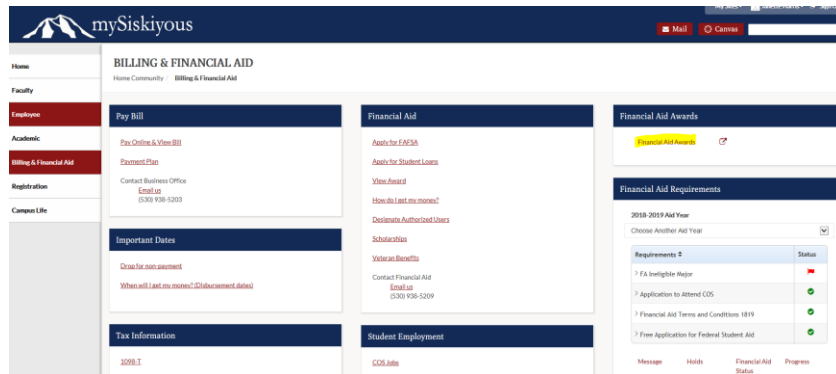 My Sites
mySiskiyous
Mail
Canvas
Home
Faculty
Employee
Academic
Billing & Financial Aid
Registration
Campus Life
BILLING & FINANCIAL AID
Home Community / Billing & Financial Aid
Pay Bill
Pay Online & View Bill
Payment Plan
Contact Business Office
Email us
(530) 938-5203
Important Dates
Drop for non-payment
When will I get my money? (Disbursement dates)
Tax Information
1098-T
Financial Aid
Apply for FAFSA
Apply for Student Loans
View Award
How do I get my money?
Designate Authorized Users
Scholarships
Veteran Benefits
Contact Financial Aid
Email us
(530) 938-5209
Student Employment
COS Jobs
Financial Aid Awards
Financial Aid Awards
Financial Aid Requirements
2018-2019 Aid Year
Choose Another Aid Year
Requirements Status
> FA Ineligible Major
> Application to Attend COS
> Financial Aid Terms and Conditions 1819
> Free Application for Federal Student Aid
Message Holds Financial Aid Progress
Status